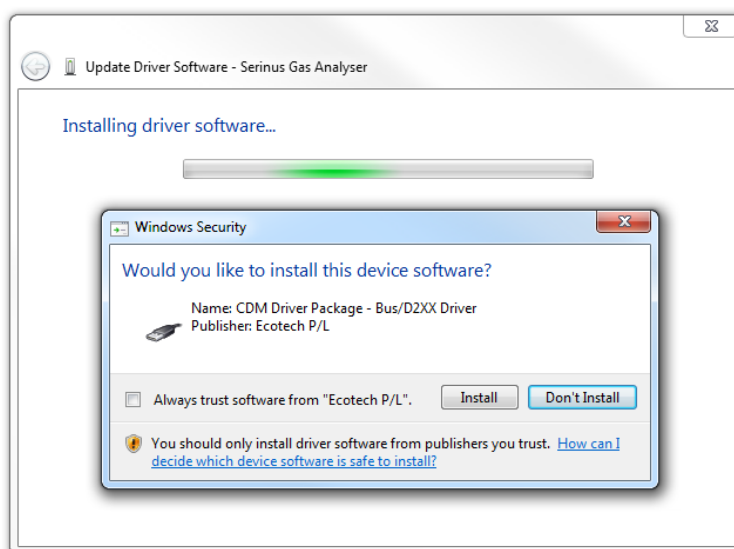 Update Driver Software - Serinus Gas Analyser
Installing driver software...
Windows Security
Would you like to install this device software?
Name: CDM Driver Package - Bus/D2XX Driver
Publisher: Ecotech P/L
Always trust software from "Ecotech P/L".
Install
Don't Install
You should only install driver software from publishers you trust. How can I
decide which device software is safe to install?